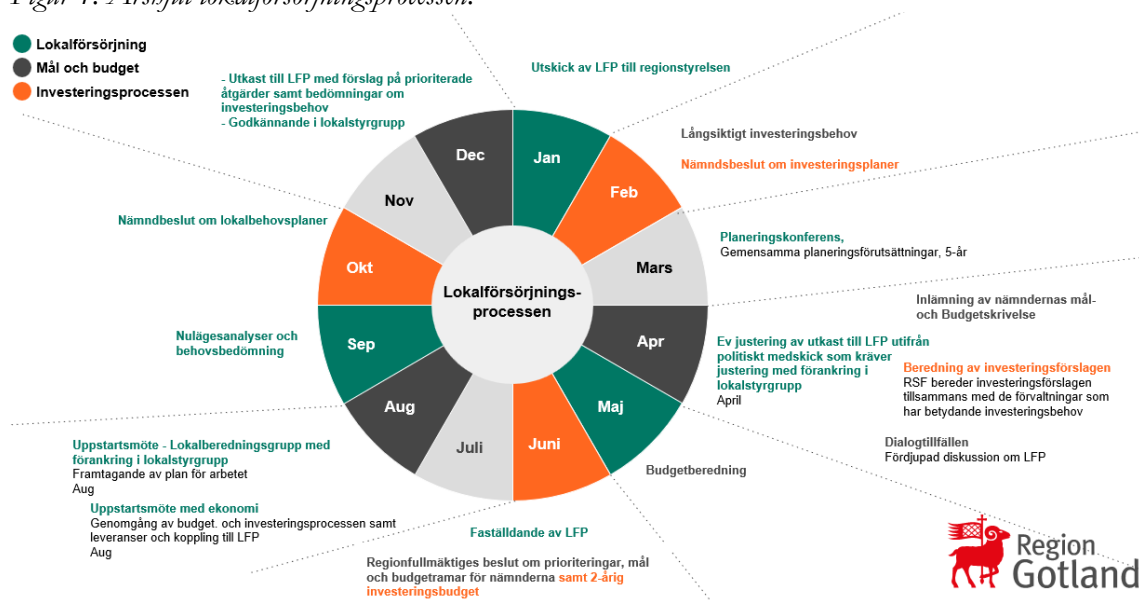 Figur 7. Årshjul lokalförsörjningsprocessen.
Lokalförsörjning
Mål och budget
Investeringsprocessen
- Utkast till LFP med förslag på prioriterade
åtgärder samt bedömningar om
investeringsbehov
- Godkännande i lokalstyrgrupp
Utskick av LFP till regionstyrelsen
Långsiktigt investeringsbehov
Nämndsbeslut om investeringsplaner
Planeringskonferens,
Gemensamma planeringsförutsättningar, 5-år
Inlämning av nämndernas mål-
och Budgetskrivelse
Ev justering av utkast till LFP utifrån
politiskt medskick som kräver
justering med förankring i
lokalstyrgrupp
April
Beredning av investeringsförslagen
RSF bereder investeringsförslagen
tillsammans med de förvaltningar som
har betydande investeringsbehov
Dialogtillfällen
Fördjupad diskussion om LFP
Budgetberedning
Faställdande av LFP
Regionfullmäktiges beslut om prioriteringar, mål
och budgetramar för nämnderna samt 2-årig
investeringsbudget
Uppstartsmöte - Lokalberedningsgrupp med
förankring i lokalstyrgrupp
Framtagande av plan för arbetet
Aug
Uppstartsmöte med ekonomi
Genomgång av budget. och investeringsprocessen samt
leveranser och koppling till LFP
Aug
Nulägesanalyser och
behovsbedömning
Nämndbeslut om lokalbehovsplaner
Jan
Feb
Mars
Apr
Maj
Juni
Juli
Aug
Sep
Okt
Nov
Dec
Lokalförsörjnings-
processen
Region
Gotland